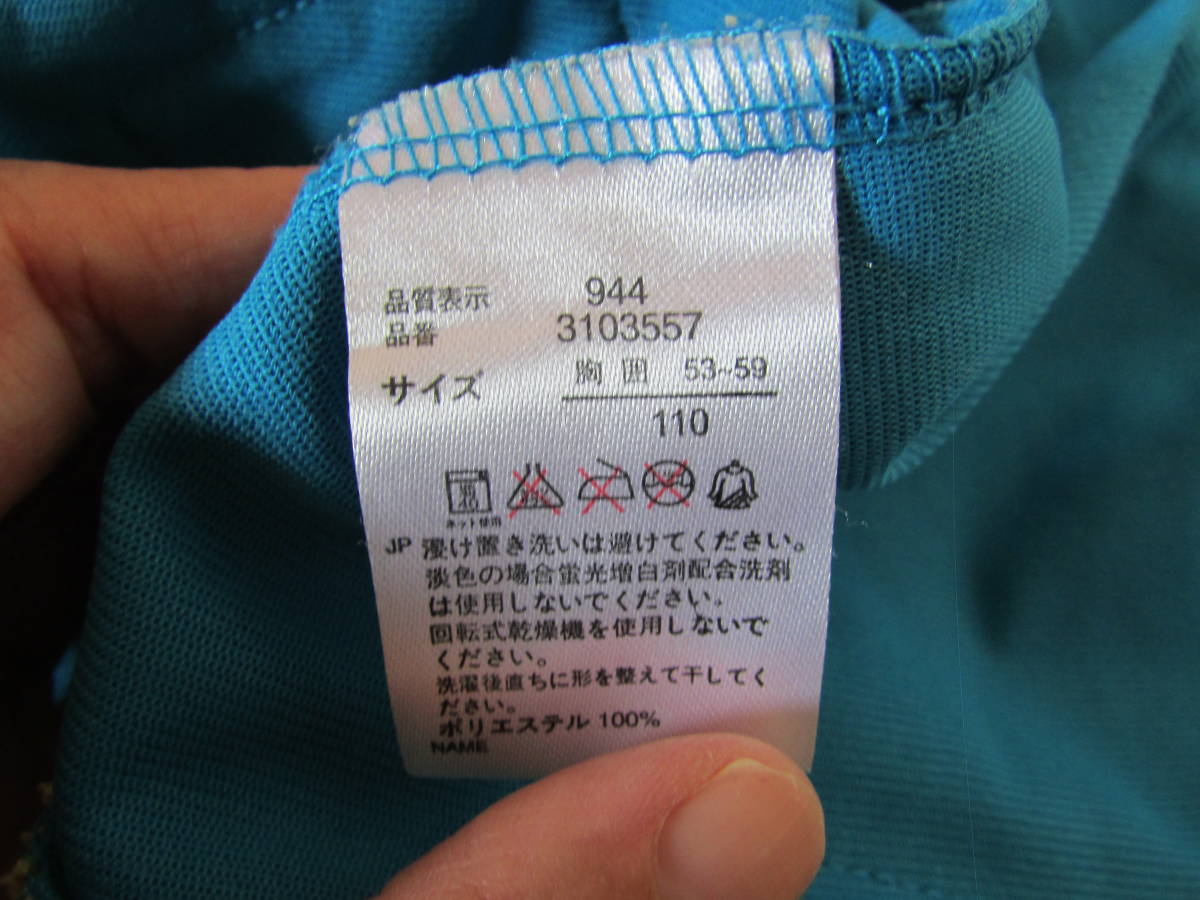 品質表示 944
品番 3103557
サイズ 胸囲 53~59
110
ネット使用
JP 浸け置き洗いは避けてください。
淡色の場合蛍光増白剤配合洗剤
は使用しないでください。
回転式乾燥機を使用しないで
ください。
洗濯後直ちに形を整えて干してく
ださい。
ポリエステル 100%
NAME